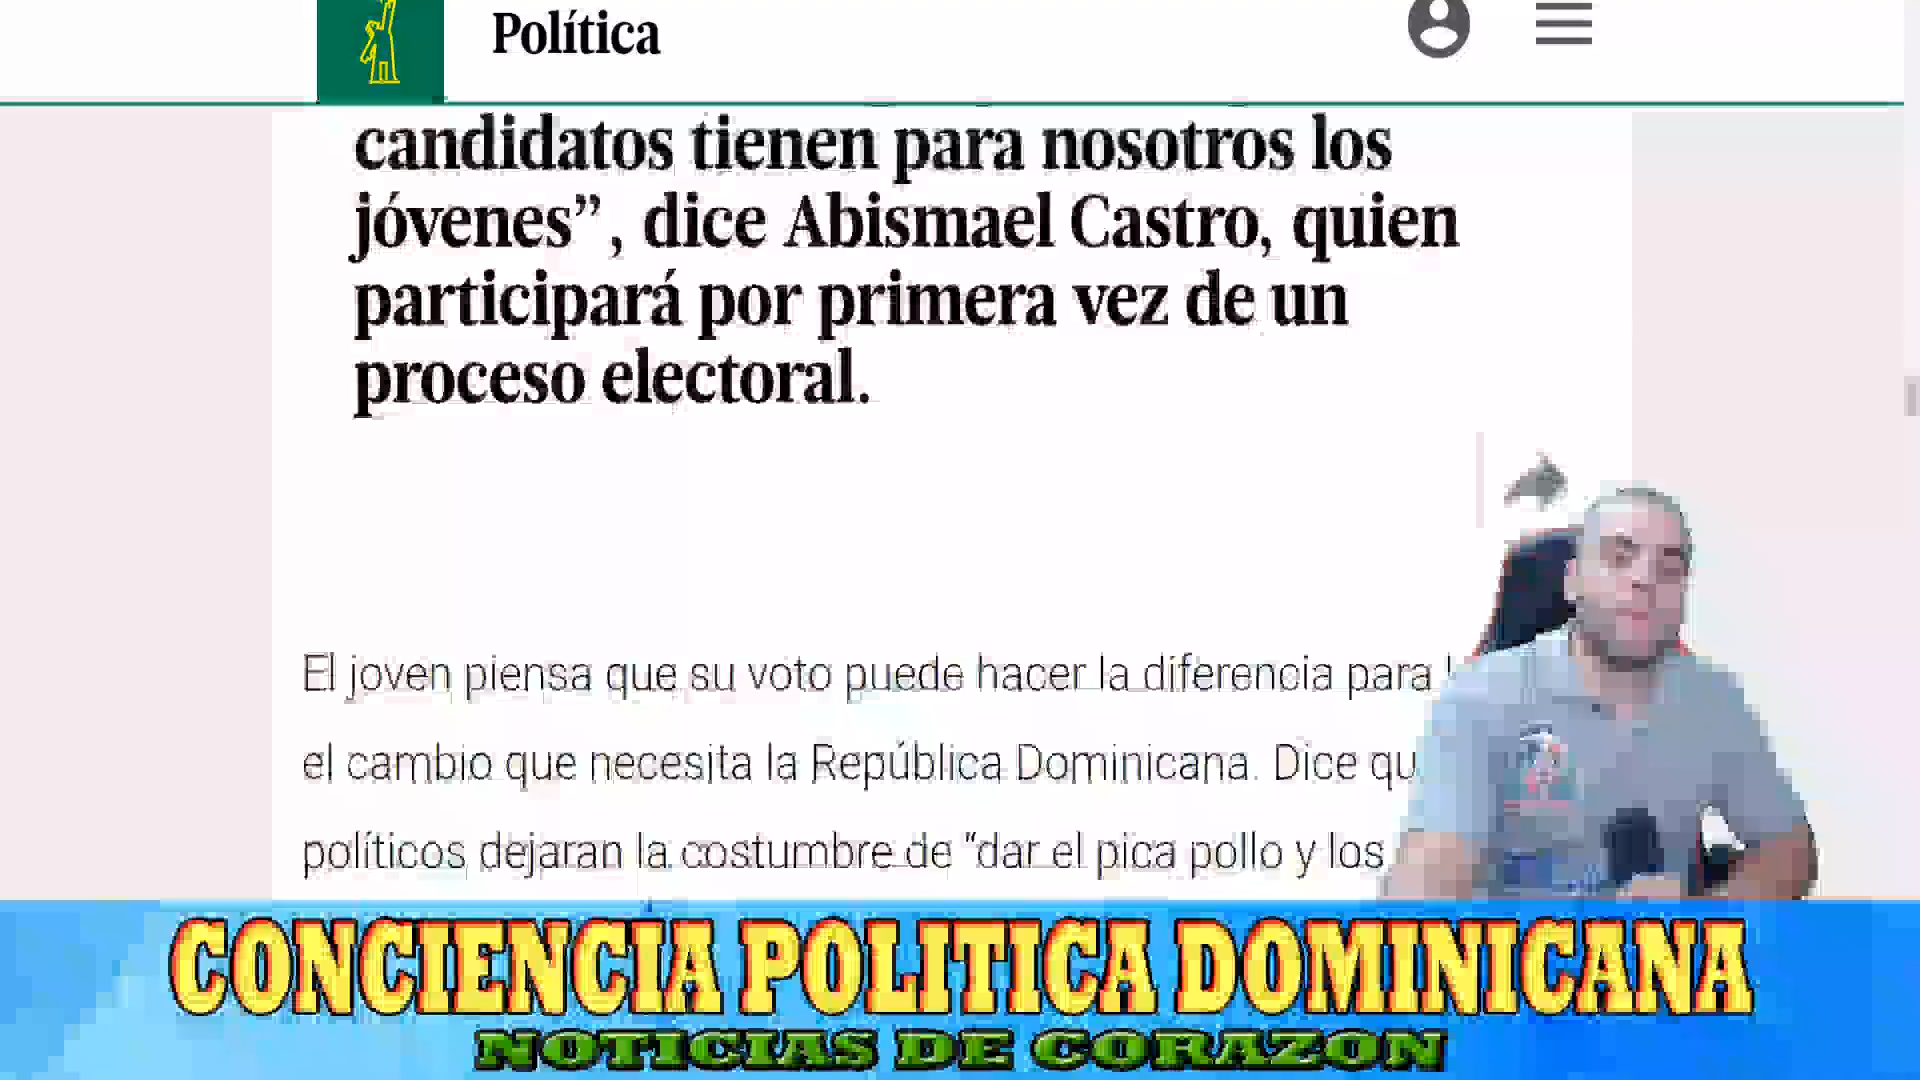 Política
candidatos tienen para nosotros los
jóvenes”, dice Abismael Castro, quien
participará por primera vez de un
proceso electoral.
El joven piensa que su voto puede hacer la diferencia para
el cambio que necesita la República Dominicana. Dice qu
políticos dejaran la costumbre de “dar el pica pollo y los
CONCIENCIA POLITICA DOMINICANA
NOTICIAS DE CORAZON